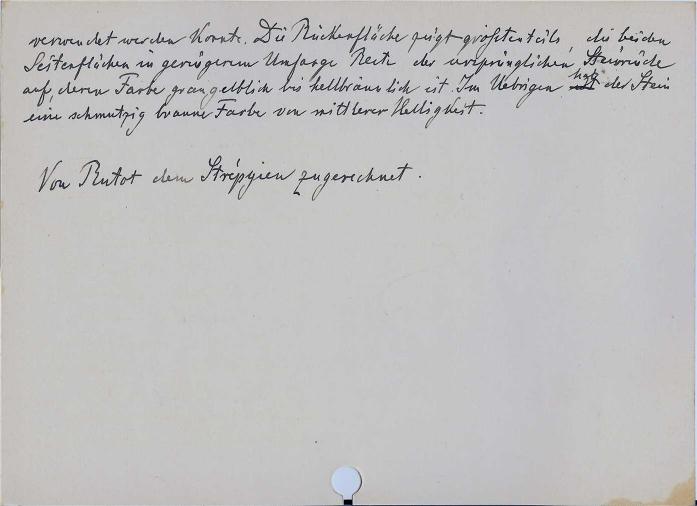 verwendet werden konnte. Die Rückenfläche zeigt grösstenteils, die beiden
Seitenflächen in geringerem Umfange Reste der ursprünglichen Steinrinde
auf, deren Farbe graugelblich bis hellbräunlich ist. Im Uebrigen hat der Stein
eine schmutzig braune Farbe von mittlerer Helligkeit.
Von Rutot dem Strépyien zugerechnet.